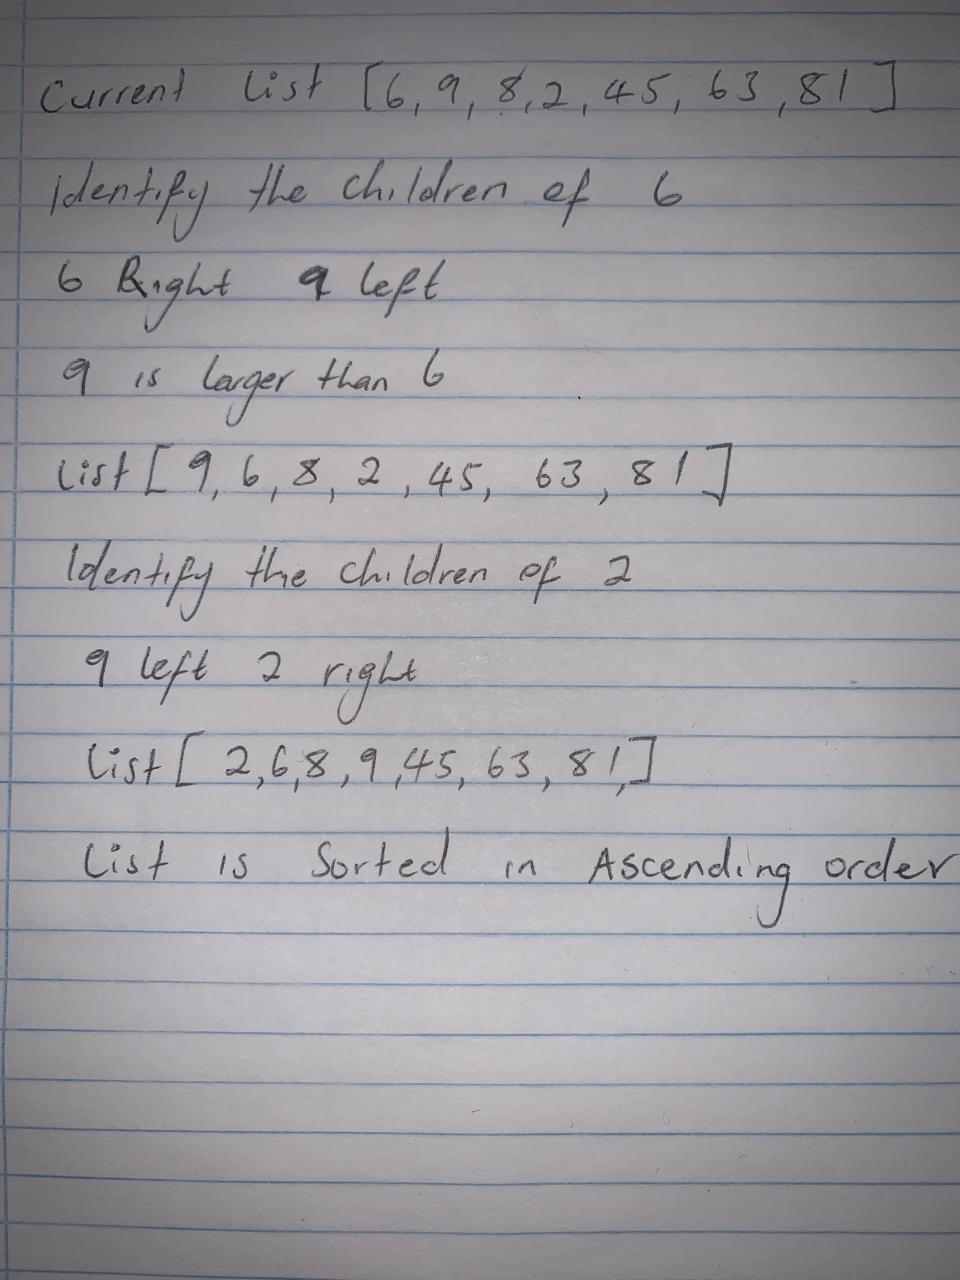 Current list [6, 9, 8, 2, 45, 63, 81]
Identify the children of 6
6 Right 9 left
9 is larger than 6
list [9, 6, 8, 2, 45, 63, 81]
Identify the children of 2
9 left 2 right
list [2, 6, 8, 9, 45, 63, 81,]
List is Sorted in Ascending order